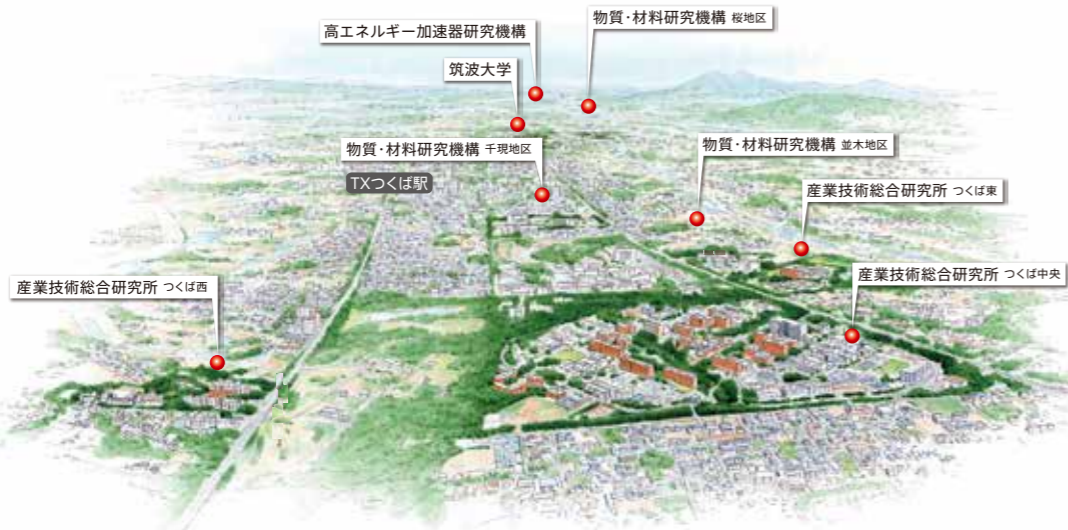 物質･材料研究機構 桜地区
高エネルギー加速器研究機構
筑波大学
物質･材料研究機構 千現地区
物質･材料研究機構 並木地区
TXつくば駅
産業技術総合研究所 つくば東
産業技術総合研究所 つくば中央
産業技術総合研究所 つくば西